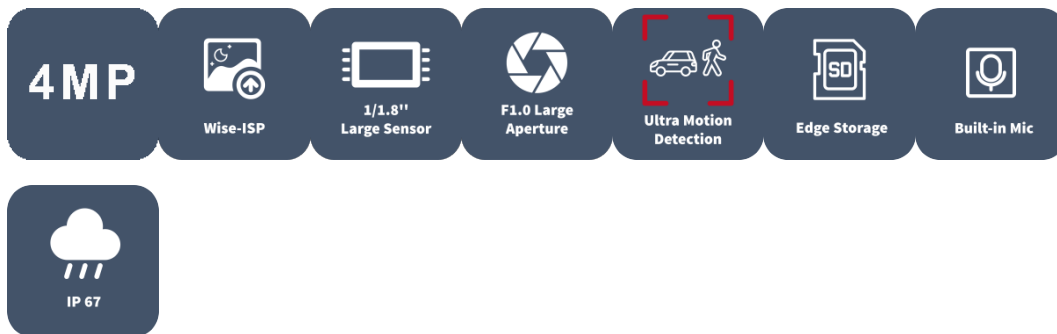 4MP
Wise-ISP
1/1.8''
Large Sensor
F1.0 Large
Aperture
Ultra Motion
Detection
SD
Edge Storage
Built-in Mic
IP 67